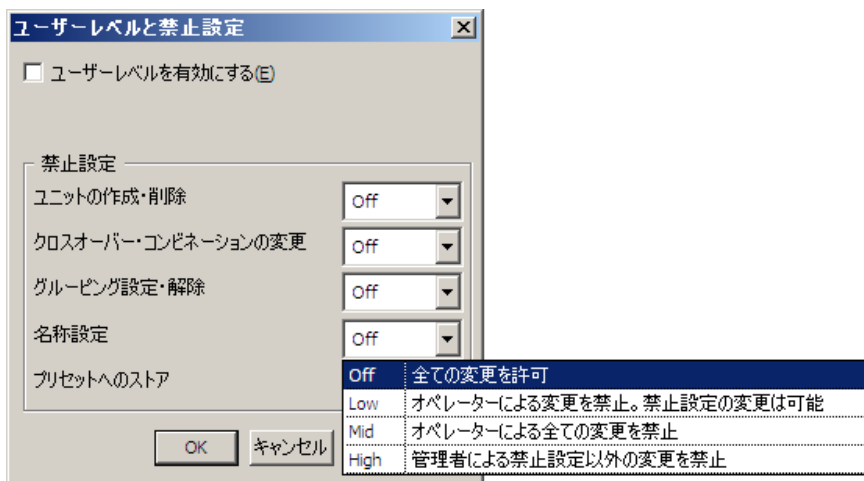 ユーザーレベルと禁止設定
ユーザーレベルを有効にする(E)
禁止設定
ユニットの作成・削除 Off
クロスオーバー・コンビネーションの変更 Off
グルーピング設定・解除 Off
名称設定 Off
プリセットへのストア
Off 全ての変更を許可
Low オペレーターによる変更を禁止。禁止設定の変更は可能
Mid オペレーターによる全ての変更を禁止
High 管理者による禁止設定以外の変更を禁止
OK キャンセル